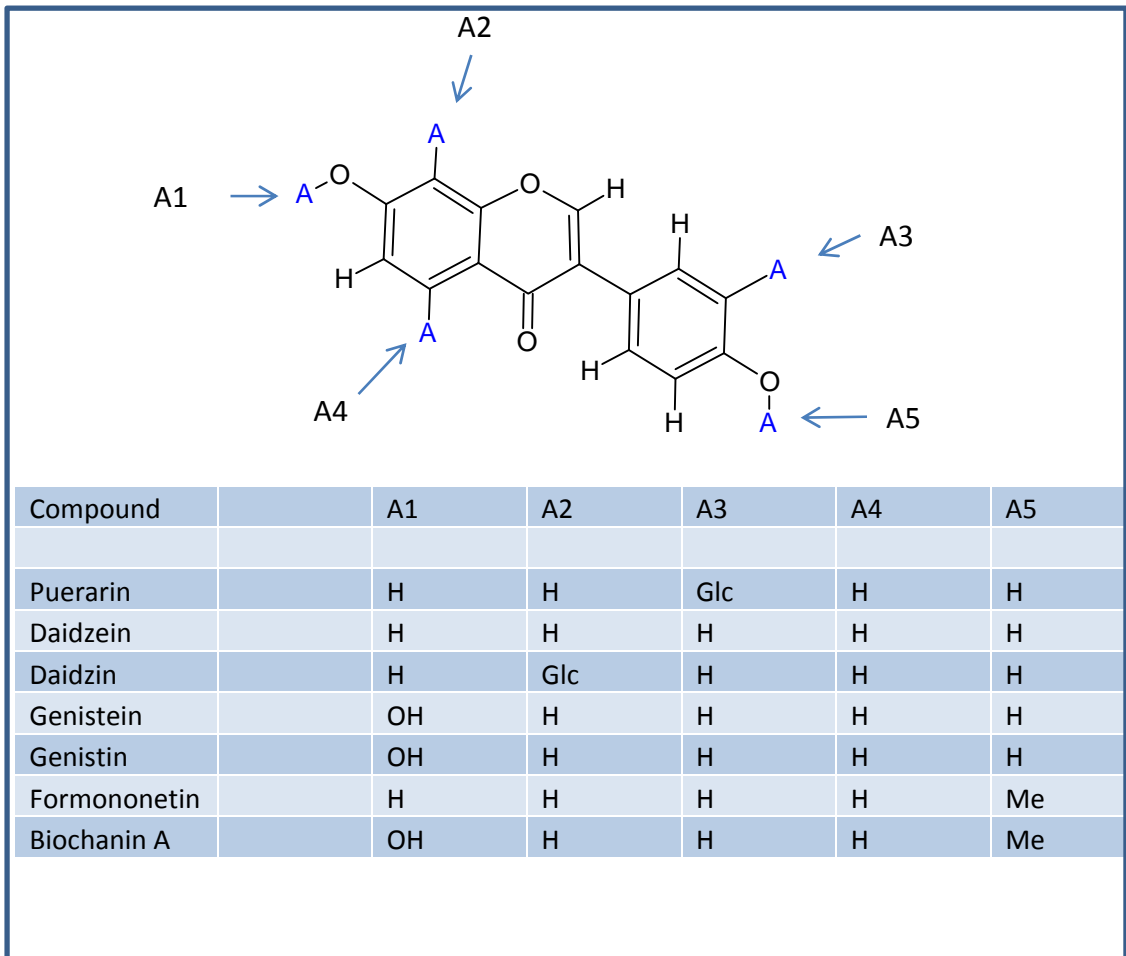 A2
A
O
A1
A
O
H
H
A3
A
H
A
O
H
O
A4
H
A
A5
Compound A1 A2 A3 A4 A5
Puerarin H H Glc H H
Daidzein H H H H H
Daidzin H Glc H H H
Genistein OH H H H H
Genistin OH H H H H
Formononetin H H H H Me
Biochanin A OH H H H Me